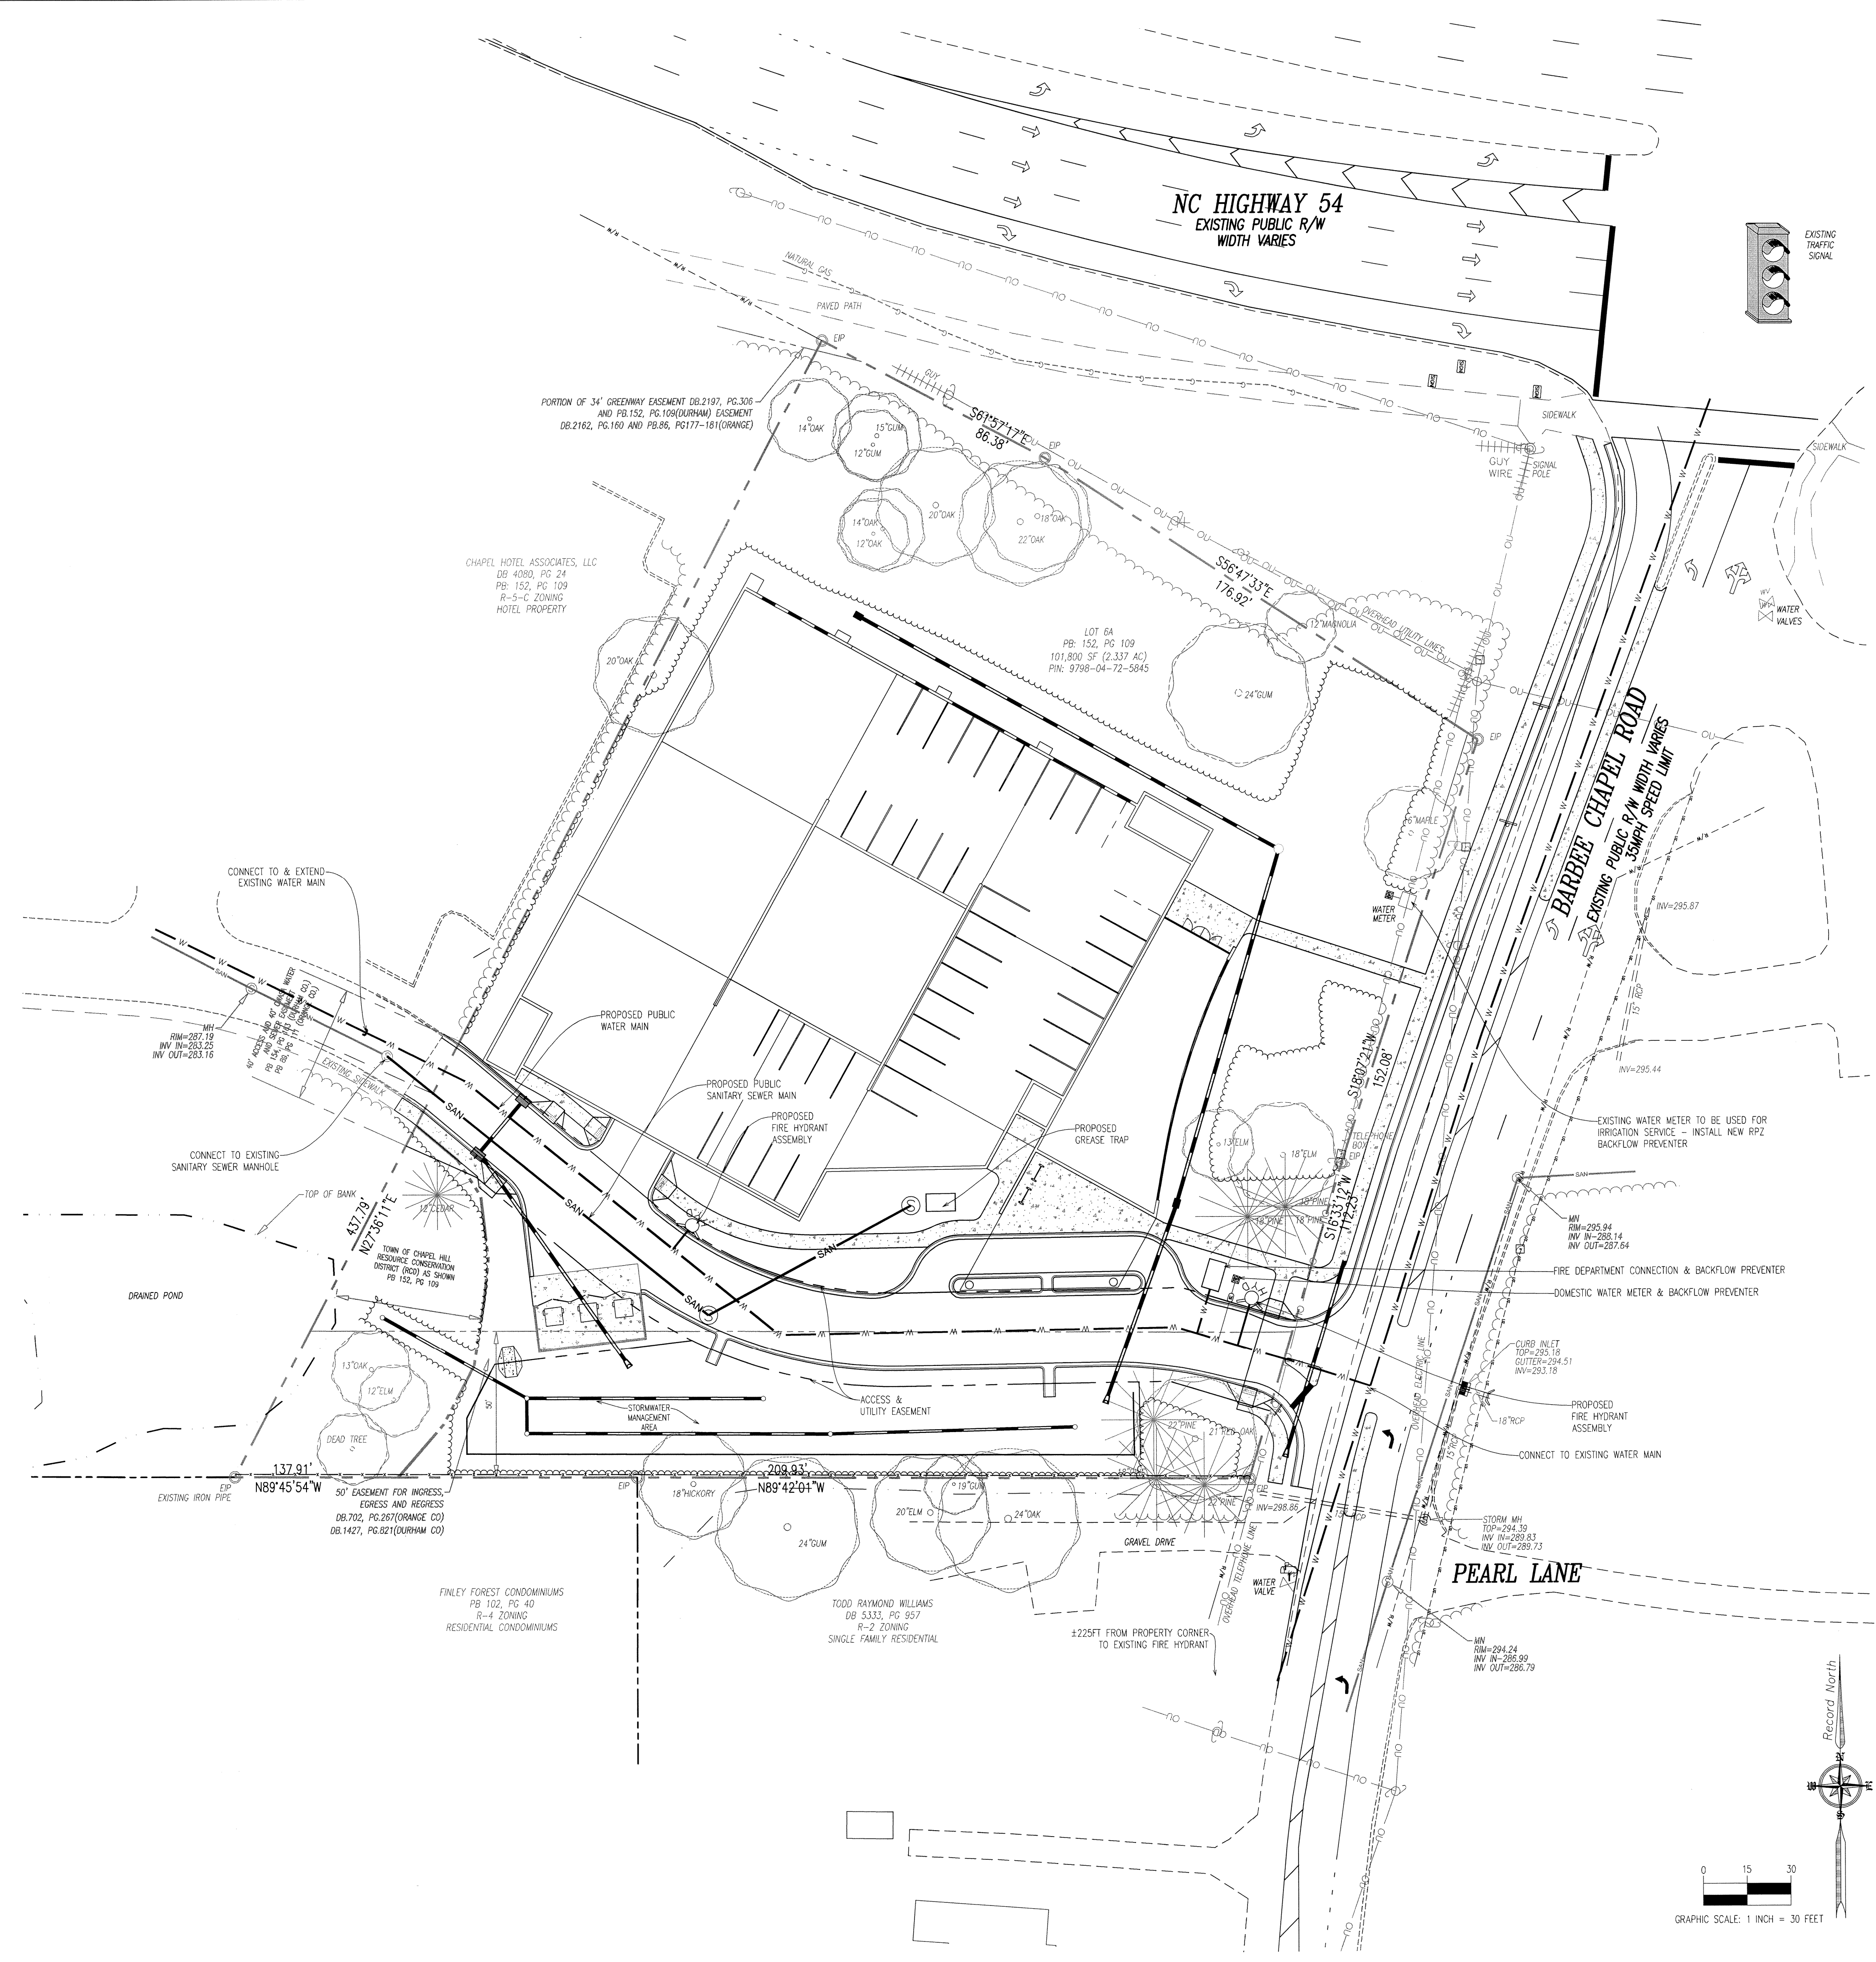 NC HIGHWAY 54
EXISTING PUBLIC R/W
WIDTH VARIES
EXISTING
TRAFFIC
SIGNAL
NATURAL GAS
PAVED PATH
EIP
GUY
S61°57'17"E
86.38'
EIP
PORTION OF 34' GREENWAY EASEMENT DB.2197, PG.306
AND PB.152, PG.109(DURHAM) EASEMENT
DB.2162, PG.160 AND PB.86, PG177-181(ORANGE)
14"OAK
15"GUM
12"GUM
14"OAK
12"OAK
20"OAK
18"OAK
22"OAK
SIGN
SIGN
SIGN
SIDEWALK
SIDEWALK
GUY
WIRE
SIGNAL
POLE
CHAPEL HOTEL ASSOCIATES, LLC
DB 4080, PG 24
PB: 152, PG 109
R-5-C ZONING
HOTEL PROPERTY
S56°47'33"E
176.92'
OVERHEAD UTILITY LINES
12"MAGNOLIA
LOT 6A
PB: 152, PG 109
101,800 SF (2.337 AC)
PIN: 9798-04-72-5845
24"GUM
20"OAK
WV
WATER
VALVES
EIP
BARBEE CHAPEL ROAD
EXISTING PUBLIC R/W WIDTH VARIES
35MPH SPEED LIMIT
6"MAPLE
WATER
METER
INV=295.87
15"RCP
INV=295.44
CONNECT TO & EXTEND
EXISTING WATER MAIN
MH
RIM=287.19
INV IN=283.25
INV OUT=283.16
EXISTING SIDEWALK
PROPOSED PUBLIC
WATER MAIN
PROPOSED PUBLIC
SANITARY SEWER MAIN
PROPOSED
FIRE HYDRANT
ASSEMBLY
PROPOSED
GREASE TRAP
S18°07'21"W
152.08'
EXISTING WATER METER TO BE USED FOR
IRRIGATION SERVICE - INSTALL NEW RPZ
BACKFLOW PREVENTER
CONNECT TO EXISTING
SANITARY SEWER MANHOLE
TOP OF BANK
437.79'
N27°36'11"E
12"CEDAR
TOWN OF CHAPEL HILL
RESOURCE CONSERVATION
DISTRICT (RCD) AS SHOWN
PB 152, PG 109
13"ELM
TELEPHONE
BOX
EIP
18"ELM
18"PINE
18"PINE
18"PINE
S16°33'12"W
112.23'
MN
RIM=295.94
INV IN-288.14
INV OUT=287.64
DRAINED POND
FIRE DEPARTMENT CONNECTION & BACKFLOW PREVENTER
DOMESTIC WATER METER & BACKFLOW PREVENTER
CURB INLET
TOP=295.18
GUTTER=294.51
INV=293.18
OVERHEAD ELECTRIC LINE
18"RCP
PROPOSED
FIRE HYDRANT
ASSEMBLY
CONNECT TO EXISTING WATER MAIN
13"OAK
12"ELM
DEAD TREE
50'
STORMWATER
MANAGEMENT
AREA
ACCESS &
UTILITY EASEMENT
22"PINE
21"RED OAK
22"PINE
EIP
EXISTING IRON PIPE
137.91'
N89°45'54"W
EIP
209.93'
N89°42'01"W
EIP
INV=298.85
15" RCP
50' EASEMENT FOR INGRESS,
EGRESS AND REGRESS
DB.702, PG.267(ORANGE CO)
DB.1427, PG.821(DURHAM CO)
18"HICKORY
24"GUM
20"ELM
19"GUM
24"OAK
GRAVEL DRIVE
STORM MH
TOP=294.39
INV IN=289.83
INV OUT=289.73
WATER
VALVE
OVERHEAD TELEPHONE LINE
PEARL LANE
FINLEY FOREST CONDOMINIUMS
PB 102, PG 40
R-4 ZONING
RESIDENTIAL CONDOMINIUMS
TODD RAYMOND WILLIAMS
DB 5333, PG 957
R-2 ZONING
SINGLE FAMILY RESIDENTIAL
±225FT FROM PROPERTY CORNER
TO EXISTING FIRE HYDRANT
MN
RIM=294.24
INV IN-286.99
INV OUT=286.79
Record North
N
W
E
S
0 15 30
GRAPHIC SCALE: 1 INCH = 30 FEET